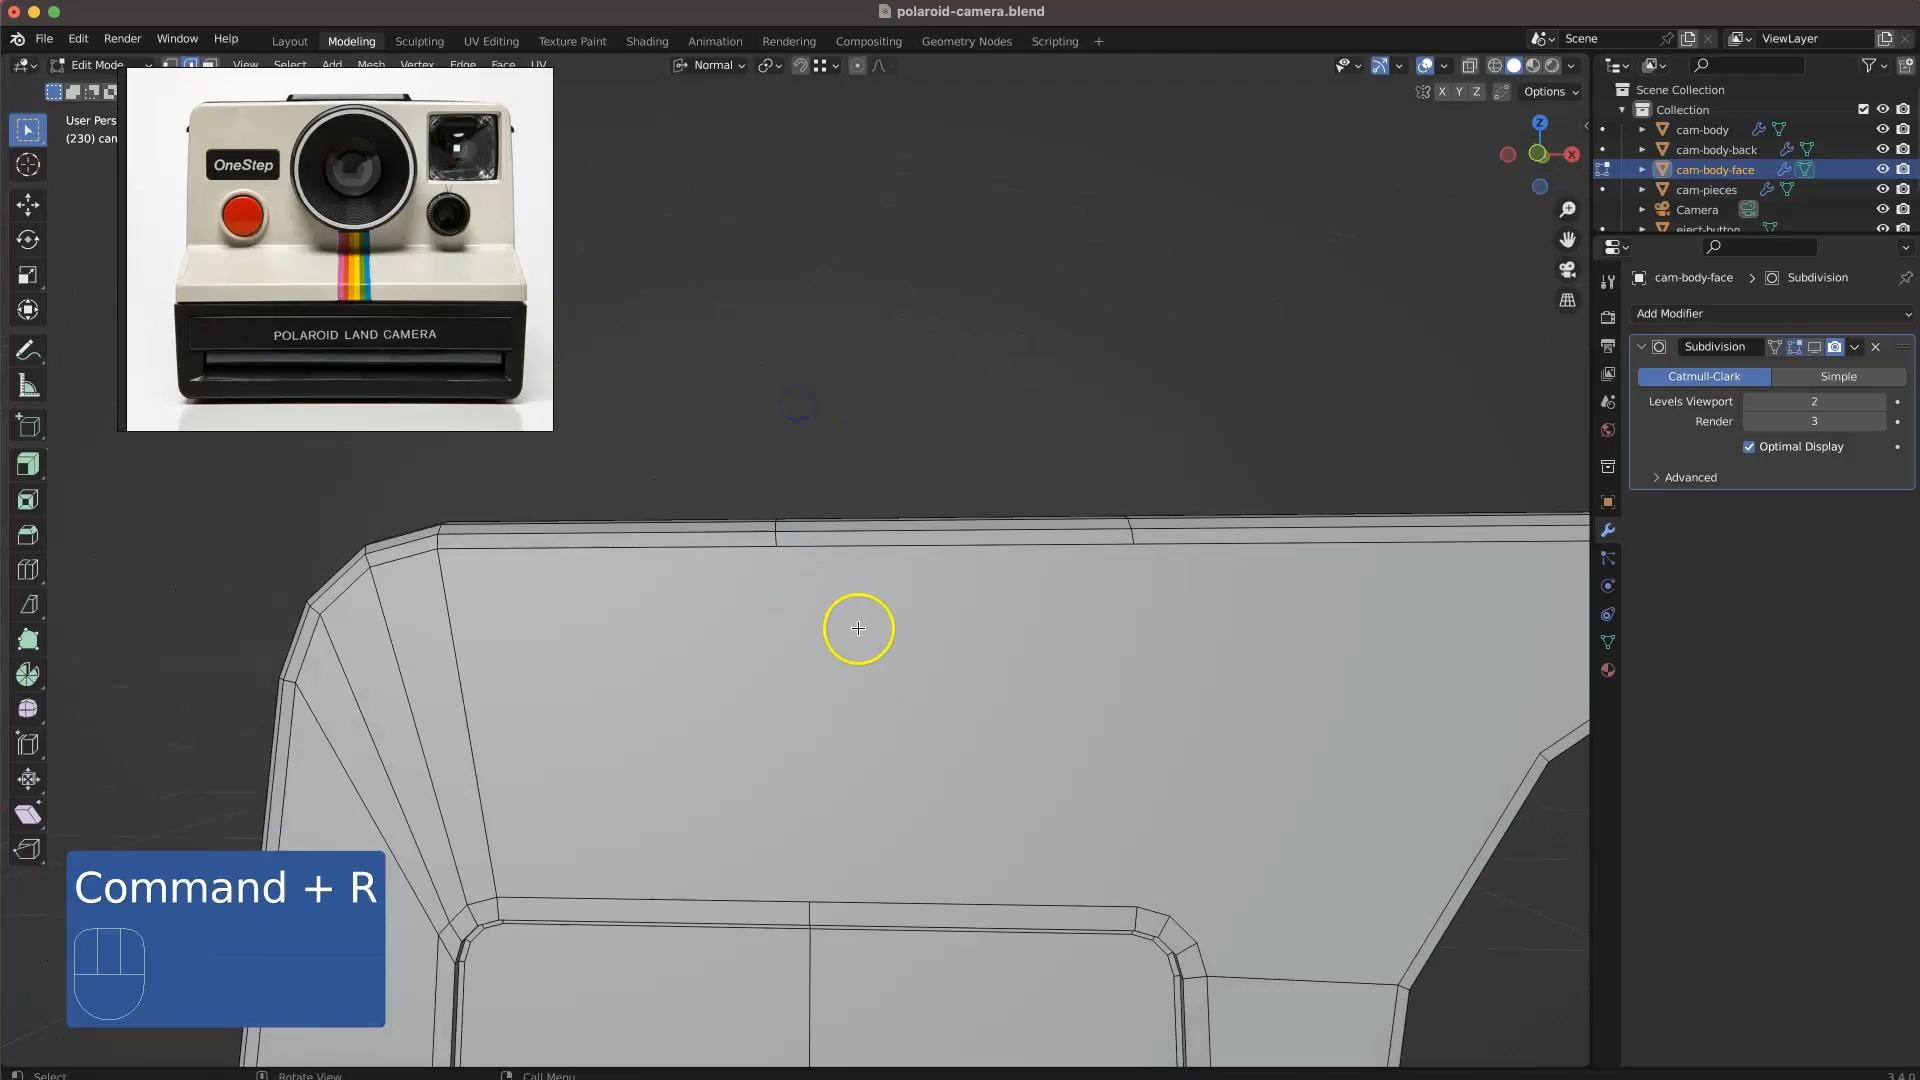 polaroid-camera.blend
File Edit Render Window Help Layout Modeling Sculpting UV Editing Texture Paint Shading Animation Rendering Compositing Geometry Nodes Scripting +
Scene ViewLayer
Edit Mode View Select Add Mesh Vertex Edge Face UV Normal
X Y Z Options
User Pers
(230) can
OneStep
POLAROID LAND CAMERA
Z
X
Scene Collection
Collection
cam-body
cam-body-back
cam-body-face
cam-pieces
Camera
eject-button
cam-body-face > Subdivision
Add Modifier
Subdivision
Catmull-Clark Simple
Levels Viewport 2
Render 3
Optimal Display
Advanced
Command + R
Select Rotate View Call Menu 3.4.0